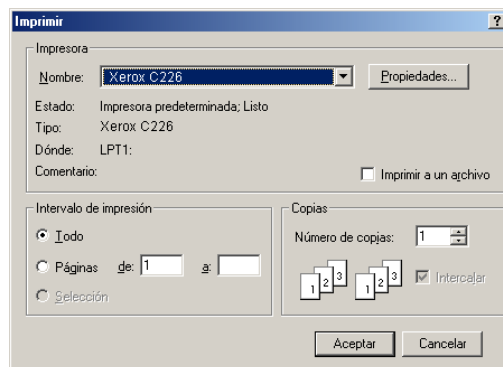 Imprimir
?
Impresora
Nombre: Xerox C226 Propiedades...
Estado: Impresora predeterminada; Listo
Tipo: Xerox C226
Dónde: LPT1:
Comentario: Imprimir a un archivo
Intervalo de impresión
Todo
Páginas de: 1 a:
Selección
Copias
Número de copias: 1
1 2 3 1 2 3 Intercalar
Aceptar Cancelar